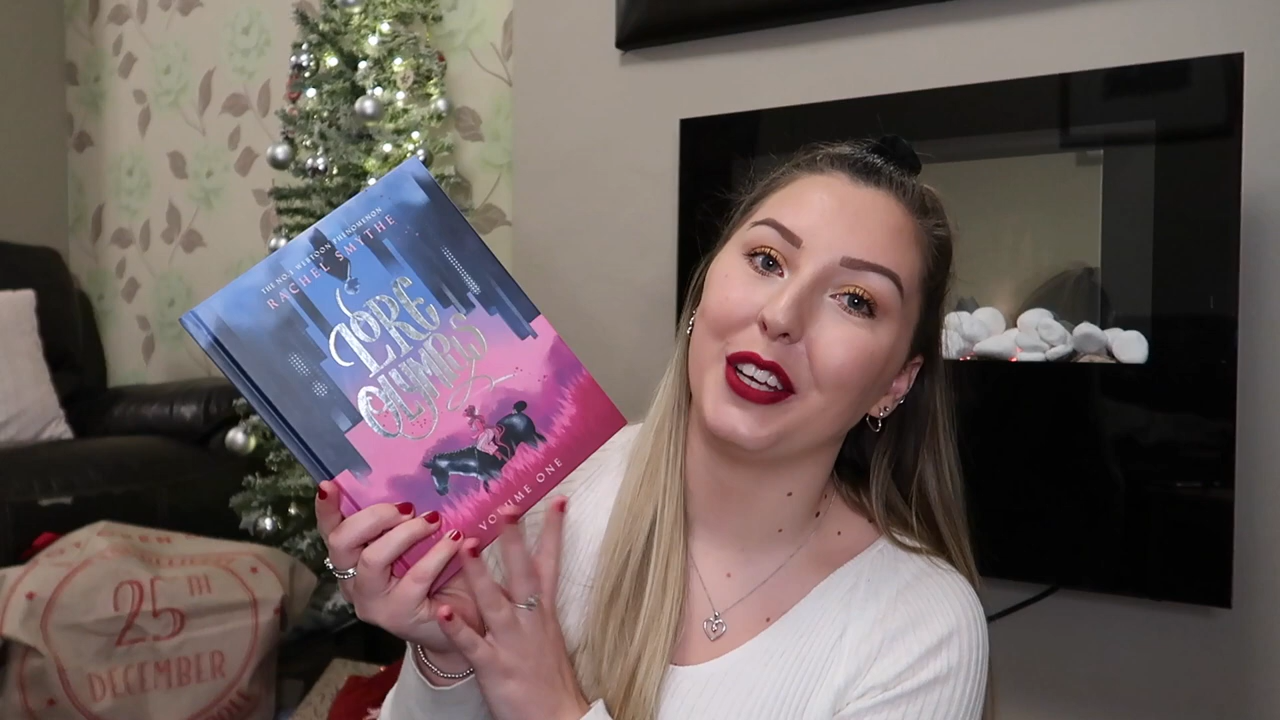 THE NO.1 WEBTOON PHENOMENON
RACHEL SMYTHE
LORE
OLYMPUS
VOLUME ONE
25TH
DECEMBER